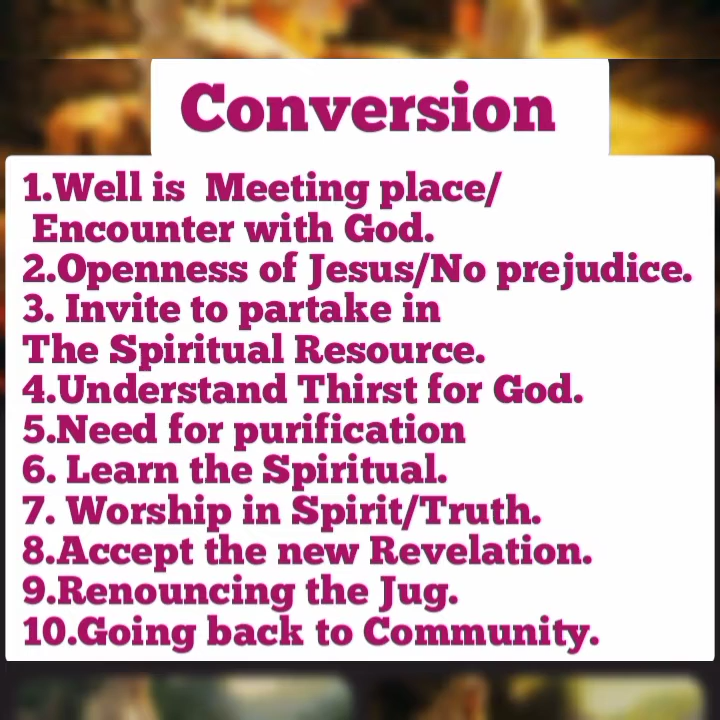 Conversion
1.Well is  Meeting place/
Encounter with God.
2.Openness of Jesus/No prejudice.
3. Invite to partake in
The Spiritual Resource.
4.Understand Thirst for God.
5.Need for purification
6. Learn the Spiritual.
7. Worship in Spirit/Truth.
8.Accept the new Revelation.
9.Renouncing the Jug.
10.Going back to Community.